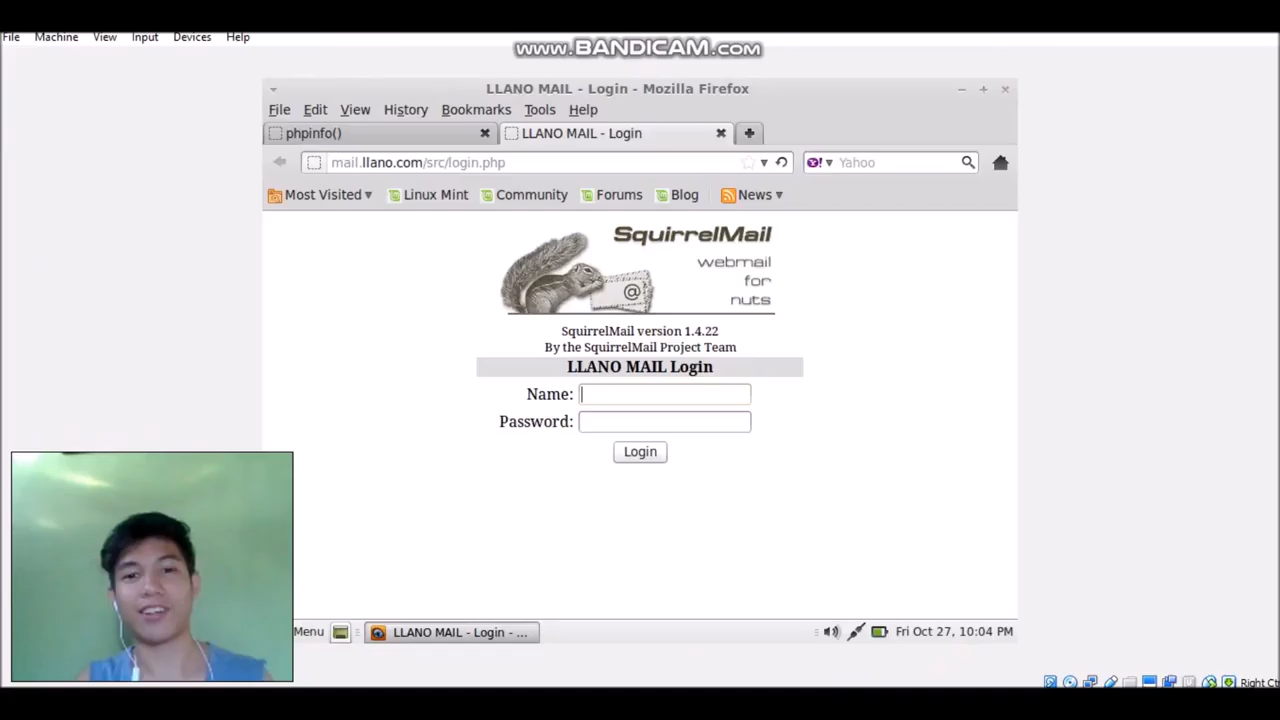 www.BANDICAM.com
File Machine View Input Devices Help
LLANO MAIL - Login - Mozilla Firefox
File Edit View History Bookmarks Tools Help
phpinfo() LLANO MAIL - Login
mail.llano.com/src/login.php Y! Yahoo
Most Visited Linux Mint Community Forums Blog News
SquirrelMail
webmail
for
nuts
@
SquirrelMail version 1.4.22
By the SquirrelMail Project Team
LLANO MAIL Login
Name:
Password:
Login
Menu LLANO MAIL - Login - ... Fri Oct 27, 10:04 PM
Right Ct